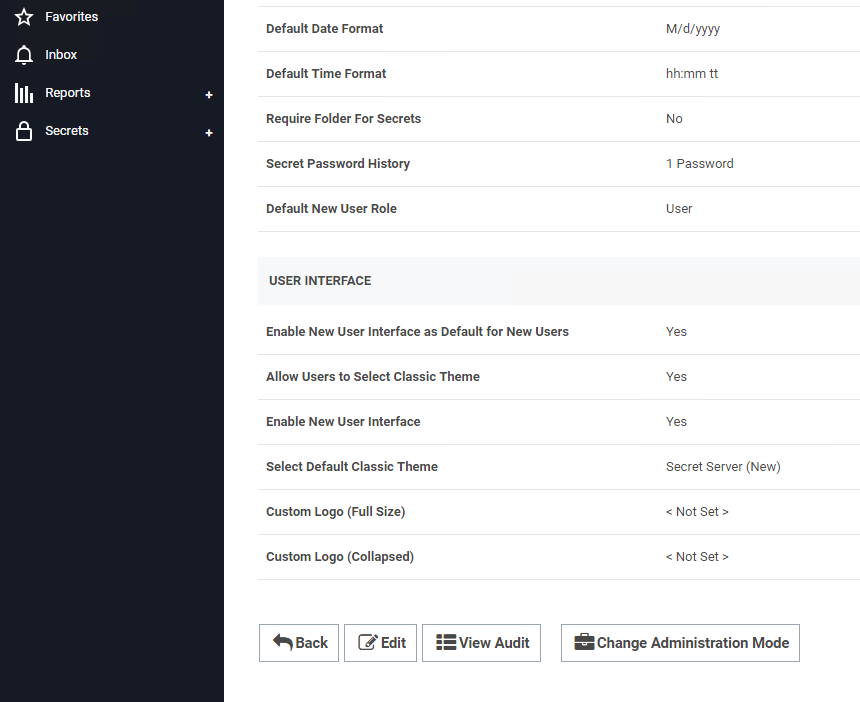 Favorites
Inbox
Reports +
Secrets +
Default Date Format M/d/yyyy
Default Time Format hh:mm tt
Require Folder For Secrets No
Secret Password History 1 Password
Default New User Role User
USER INTERFACE
Enable New User Interface as Default for New Users Yes
Allow Users to Select Classic Theme Yes
Enable New User Interface Yes
Select Default Classic Theme Secret Server (New)
Custom Logo (Full Size) < Not Set >
Custom Logo (Collapsed) < Not Set >
Back Edit View Audit Change Administration Mode